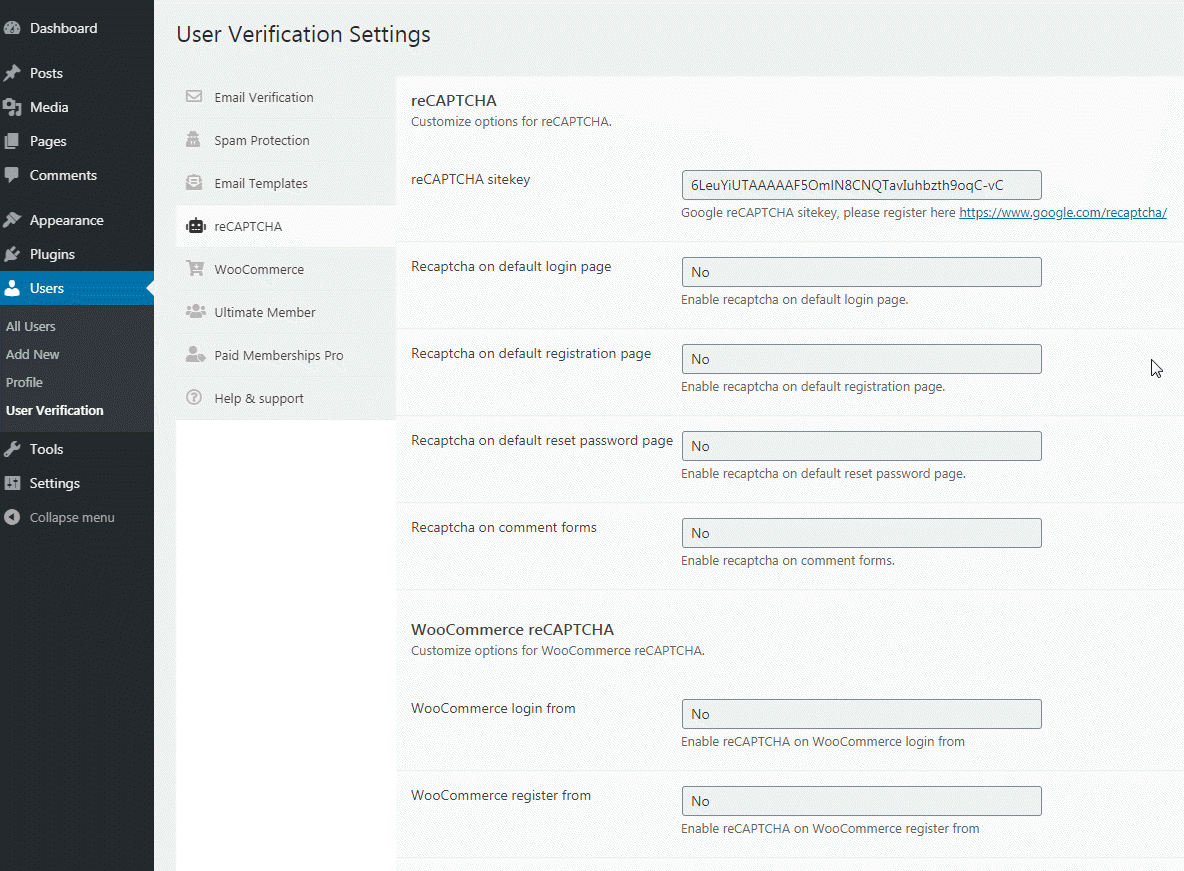 Dashboard
Posts
Media
Pages
Comments
Appearance
Plugins
Users
All Users
Add New
Profile
User Verification
Tools
Settings
Collapse menu
User Verification Settings
Email Verification
Spam Protection
Email Templates
reCAPTCHA
WooCommerce
Ultimate Member
Paid Memberships Pro
Help & support
reCAPTCHA
Customize options for reCAPTCHA.
reCAPTCHA sitekey
6LeuYiUTAAAAAF5OmIN8CNQTavIuhbzth9oqC-vC
Google reCAPTCHA sitekey, please register here https://www.google.com/recaptcha/
Recaptcha on default login page
No
Enable recaptcha on default login page.
Recaptcha on default registration page
No
Enable recaptcha on default registration page.
Recaptcha on default reset password page
No
Enable recaptcha on default reset password page.
Recaptcha on comment forms
No
Enable recaptcha on comment forms.
WooCommerce reCAPTCHA
Customize options for WooCommerce reCAPTCHA.
WooCommerce login from
No
Enable reCAPTCHA on WooCommerce login from
WooCommerce register from
No
Enable reCAPTCHA on WooCommerce register from